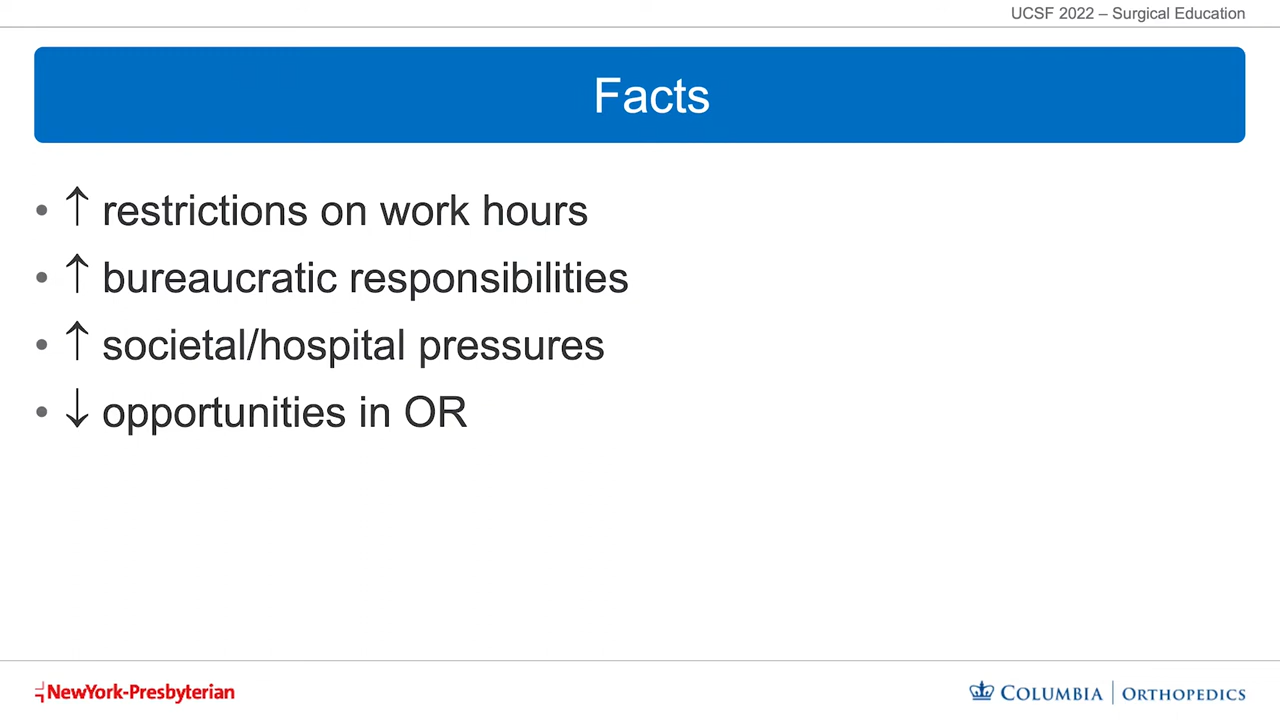 UCSF 2022 – Surgical Education
Facts
• ↑ restrictions on work hours
• ↑ bureaucratic responsibilities
• ↑ societal/hospital pressures
• ↓ opportunities in OR
NewYork-Presbyterian
COLUMBIA | ORTHOPEDICS